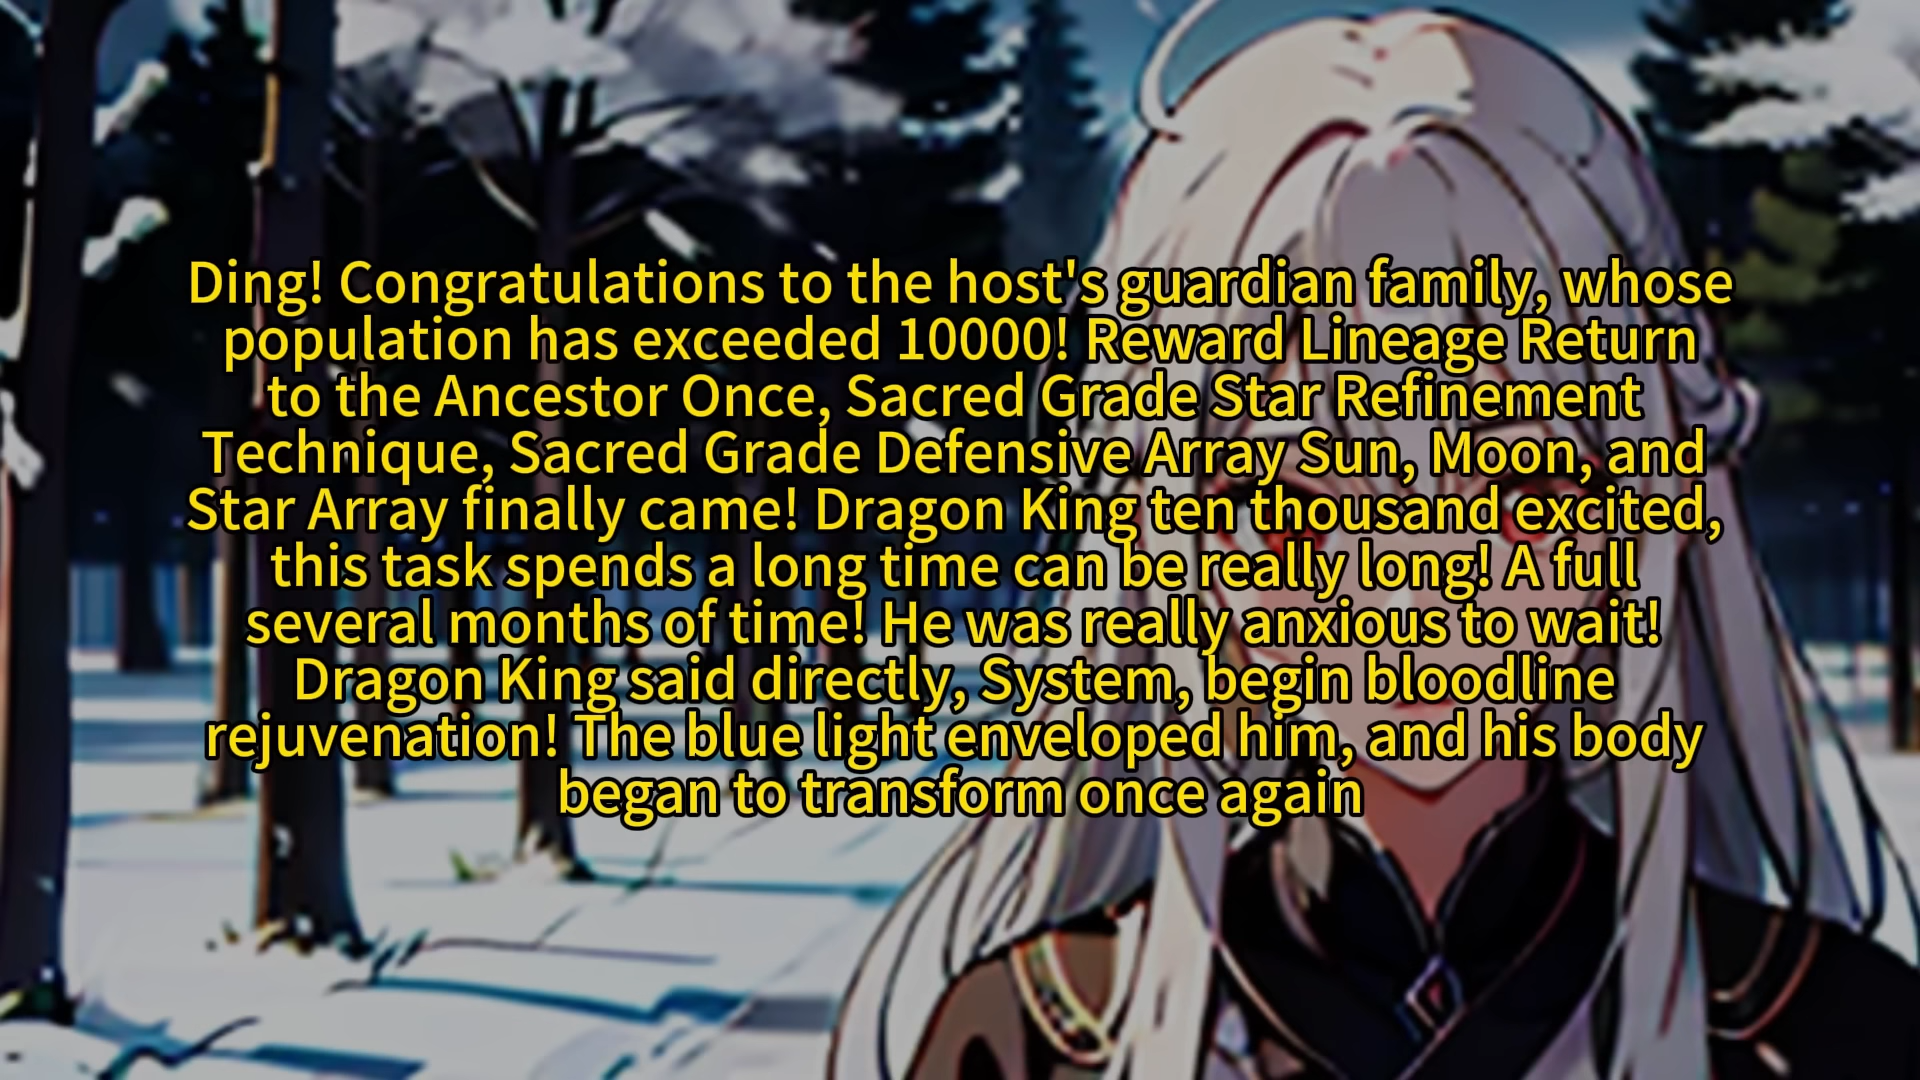 Ding! Congratulations to the host's guardian family, whose
population has exceeded 10000! Reward Lineage Return
to the Ancestor Once, Sacred Grade Star Refinement
Technique, Sacred Grade Defensive Array Sun, Moon, and
Star Array finally came! Dragon King ten thousand excited,
this task spends a long time can be really long! A full
several months of time! He was really anxious to wait!
Dragon King said directly, System, begin bloodline
rejuvenation! The blue light enveloped him, and his body
began to transform once again